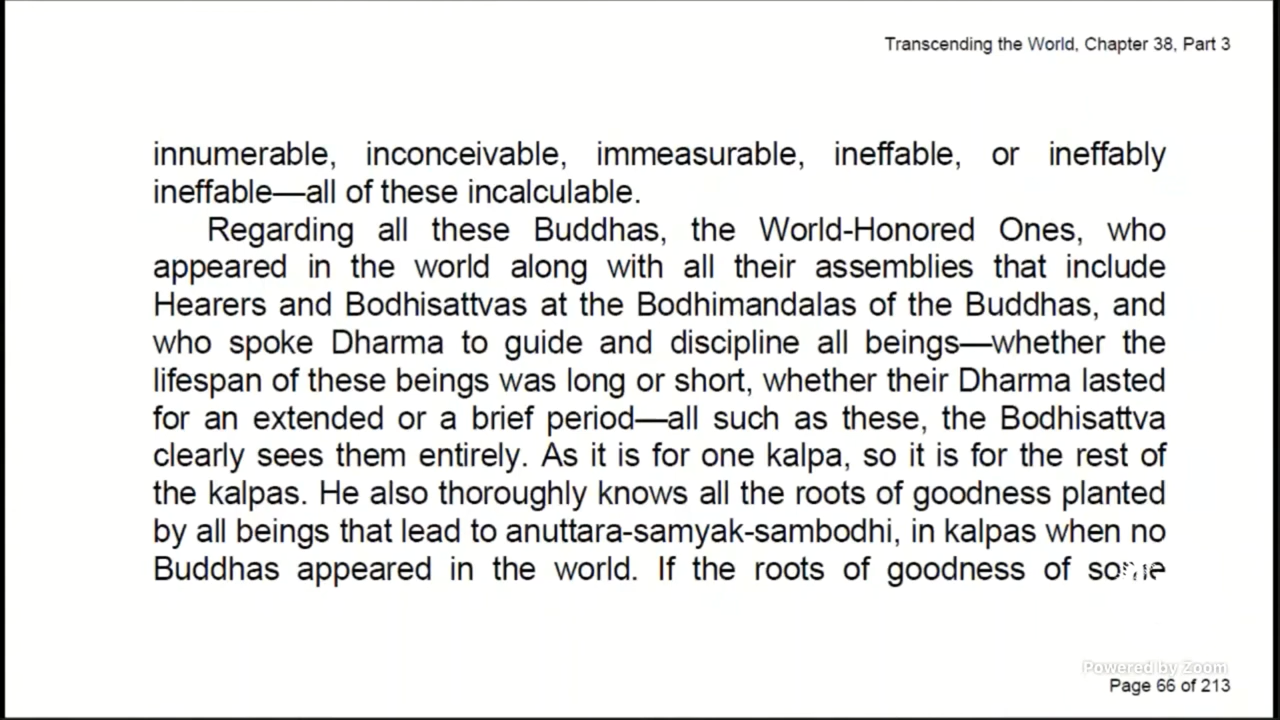 Transcending the World, Chapter 38, Part 3
innumerable, inconceivable, immeasurable, ineffable, or ineffably
ineffable—all of these incalculable.
Regarding all these Buddhas, the World-Honored Ones, who
appeared in the world along with all their assemblies that include
Hearers and Bodhisattvas at the Bodhimandalas of the Buddhas, and
who spoke Dharma to guide and discipline all beings—whether the
lifespan of these beings was long or short, whether their Dharma lasted
for an extended or a brief period—all such as these, the Bodhisattva
clearly sees them entirely. As it is for one kalpa, so it is for the rest of
the kalpas. He also thoroughly knows all the roots of goodness planted
by all beings that lead to anuttara-samyak-sambodhi, in kalpas when no
Buddhas appeared in the world. If the roots of goodness of some
Powered by Zoom
Page 66 of 213